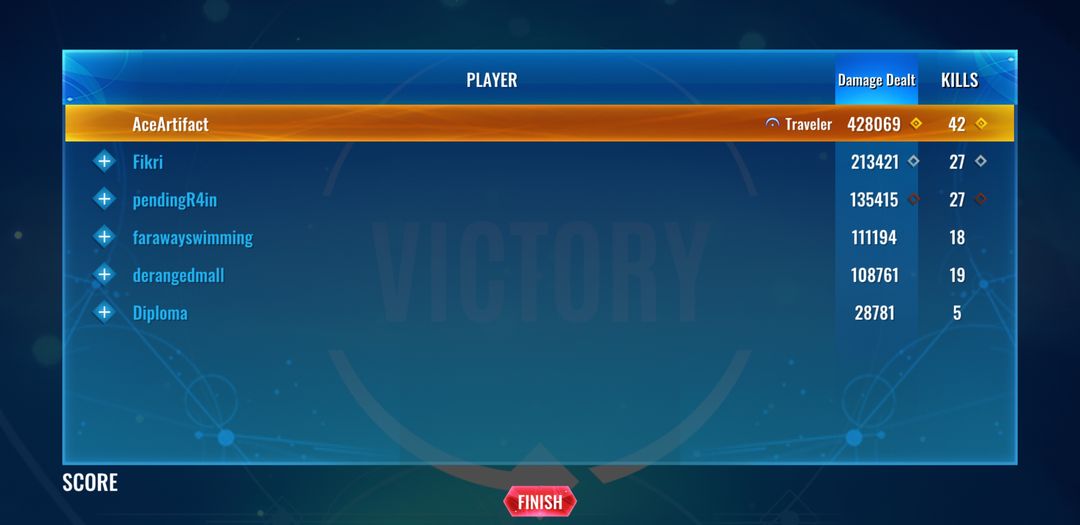 PLAYER Damage Dealt KILLS
AceArtifact Traveler 428069 42
Fikri 213421 27
pendingR4in 135415 27
farawayswimming 111194 18
derangedmall 108761 19
Diploma 28781 5
VICTORY
SCORE
FINISH